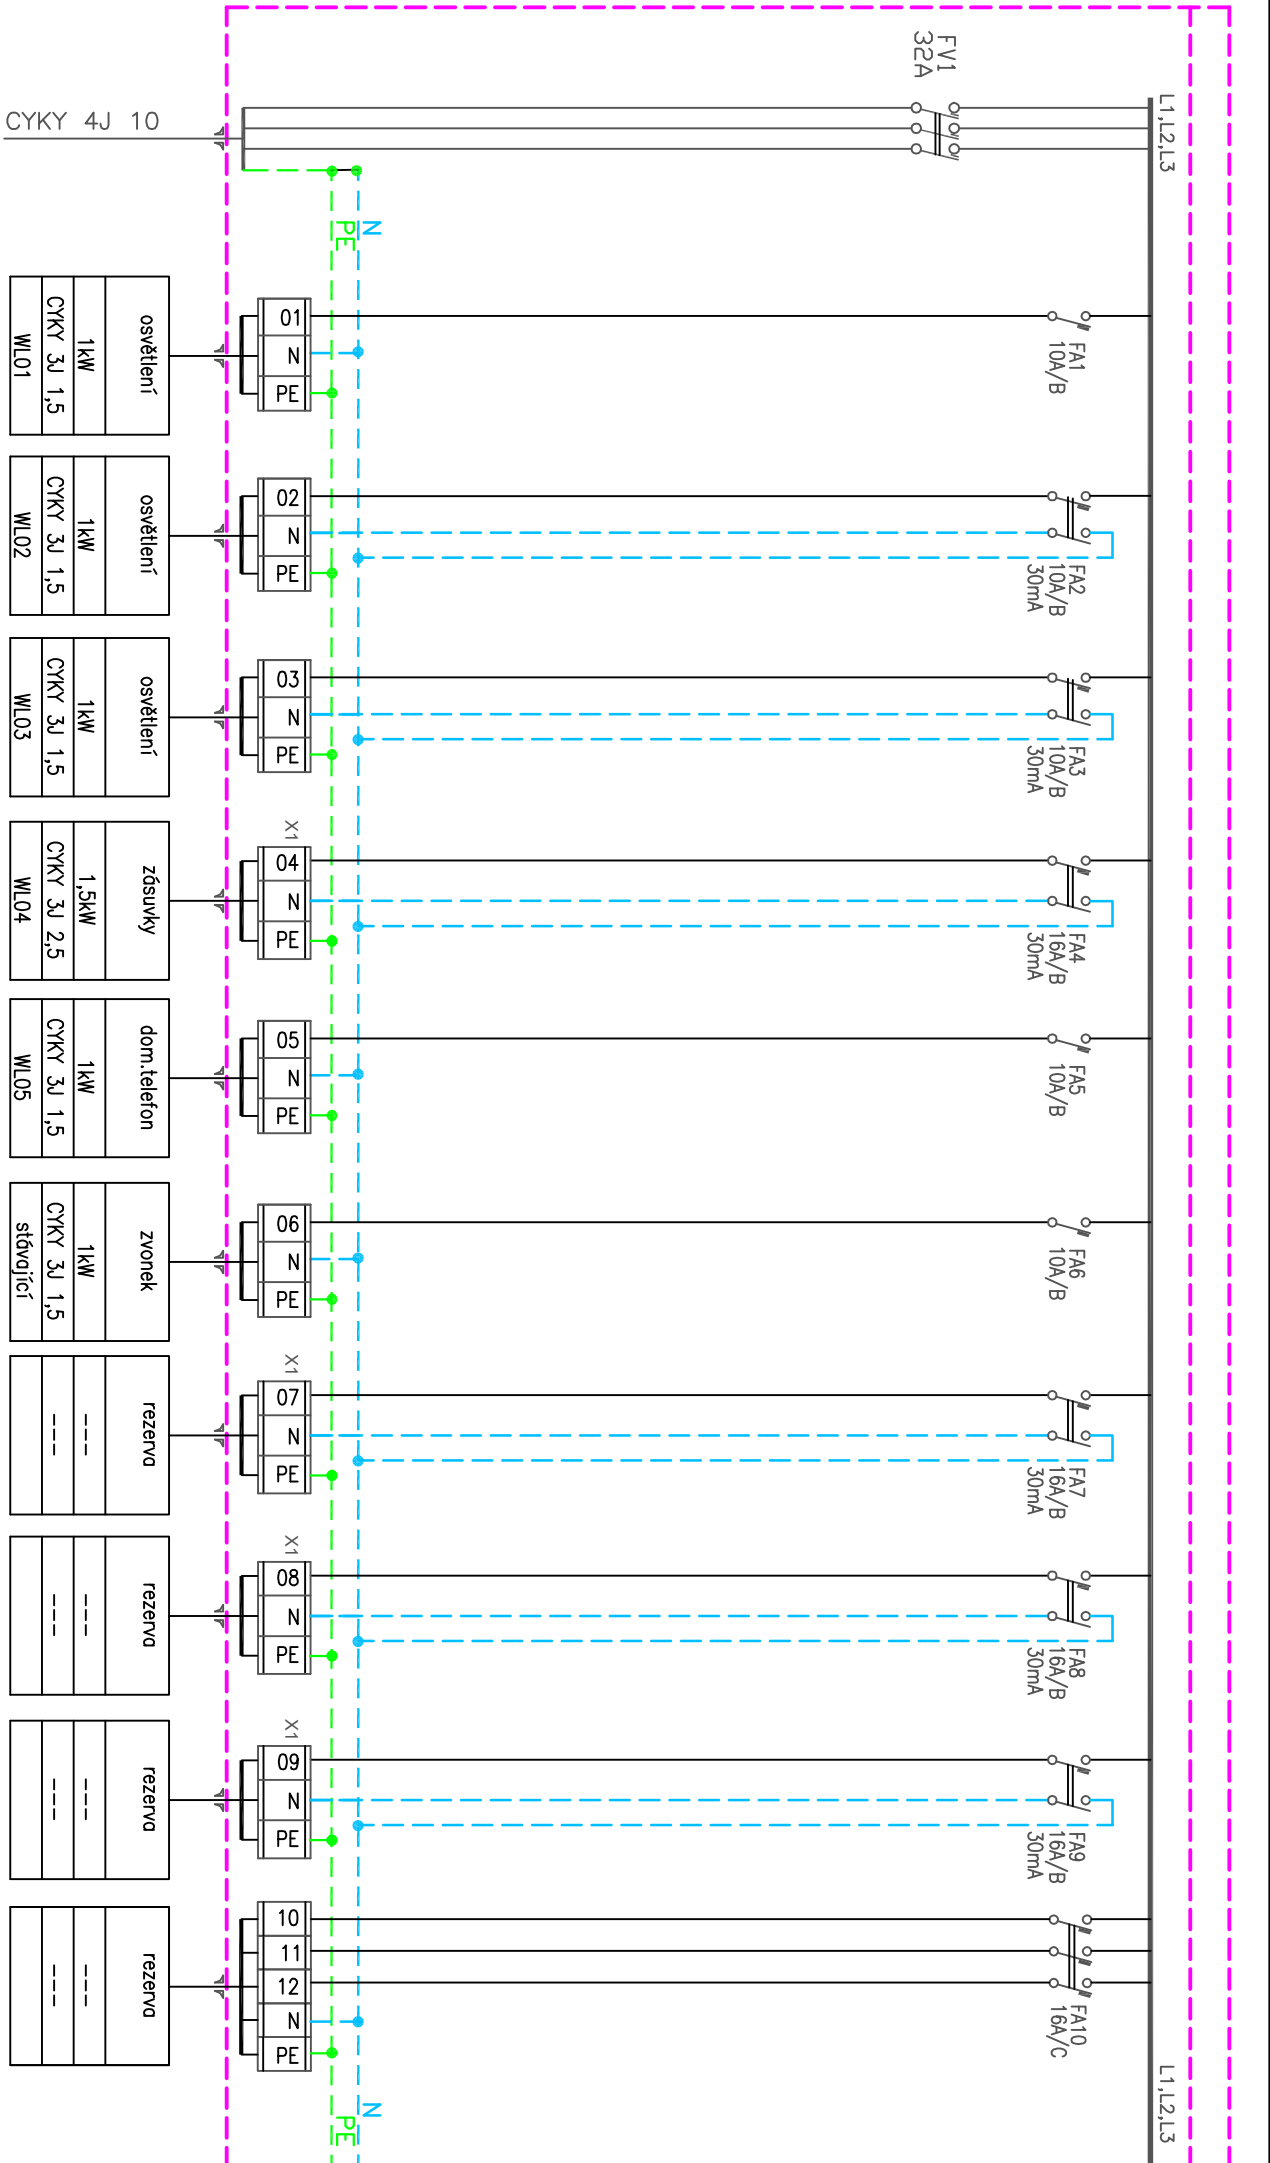 L1,L2,L3
FV1
32A
CYKY 4J 10
N
PE
FA1
10A/B
01
N
PE
osvětlení
1kW
CYKY 3J 1,5
WL01
FA2
10A/B
30mA
02
N
PE
osvětlení
1kW
CYKY 3J 1,5
WL02
FA3
10A/B
30mA
03
N
PE
osvětlení
1kW
CYKY 3J 1,5
WL03
FA4
16A/B
30mA
X1
04
N
PE
zásuvky
1,5kW
CYKY 3J 2,5
WL04
FA5
10A/B
05
N
PE
dom.telefon
1kW
CYKY 3J 1,5
WL05
FA6
10A/B
06
N
PE
zvonek
1kW
CYKY 3J 1,5
stávající
FA7
16A/B
30mA
X1
07
N
PE
rezerva
---
---
FA8
16A/B
30mA
X1
08
N
PE
rezerva
---
---
FA9
16A/B
30mA
X1
09
N
PE
rezerva
---
---
FA10
16A/C
10
11
12
N
PE
rezerva
---
---
L1,L2,L3
N
PE